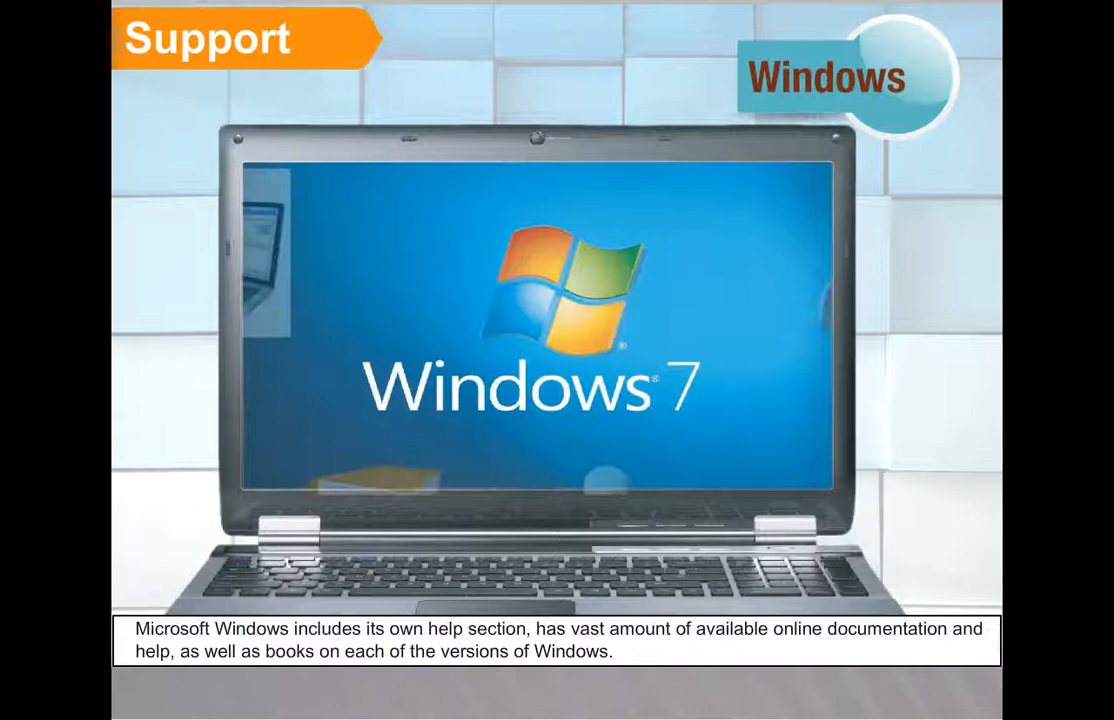 Support
Windows
Windows® 7
Microsoft Windows includes its own help section, has vast amount of available online documentation and
help, as well as books on each of the versions of Windows.